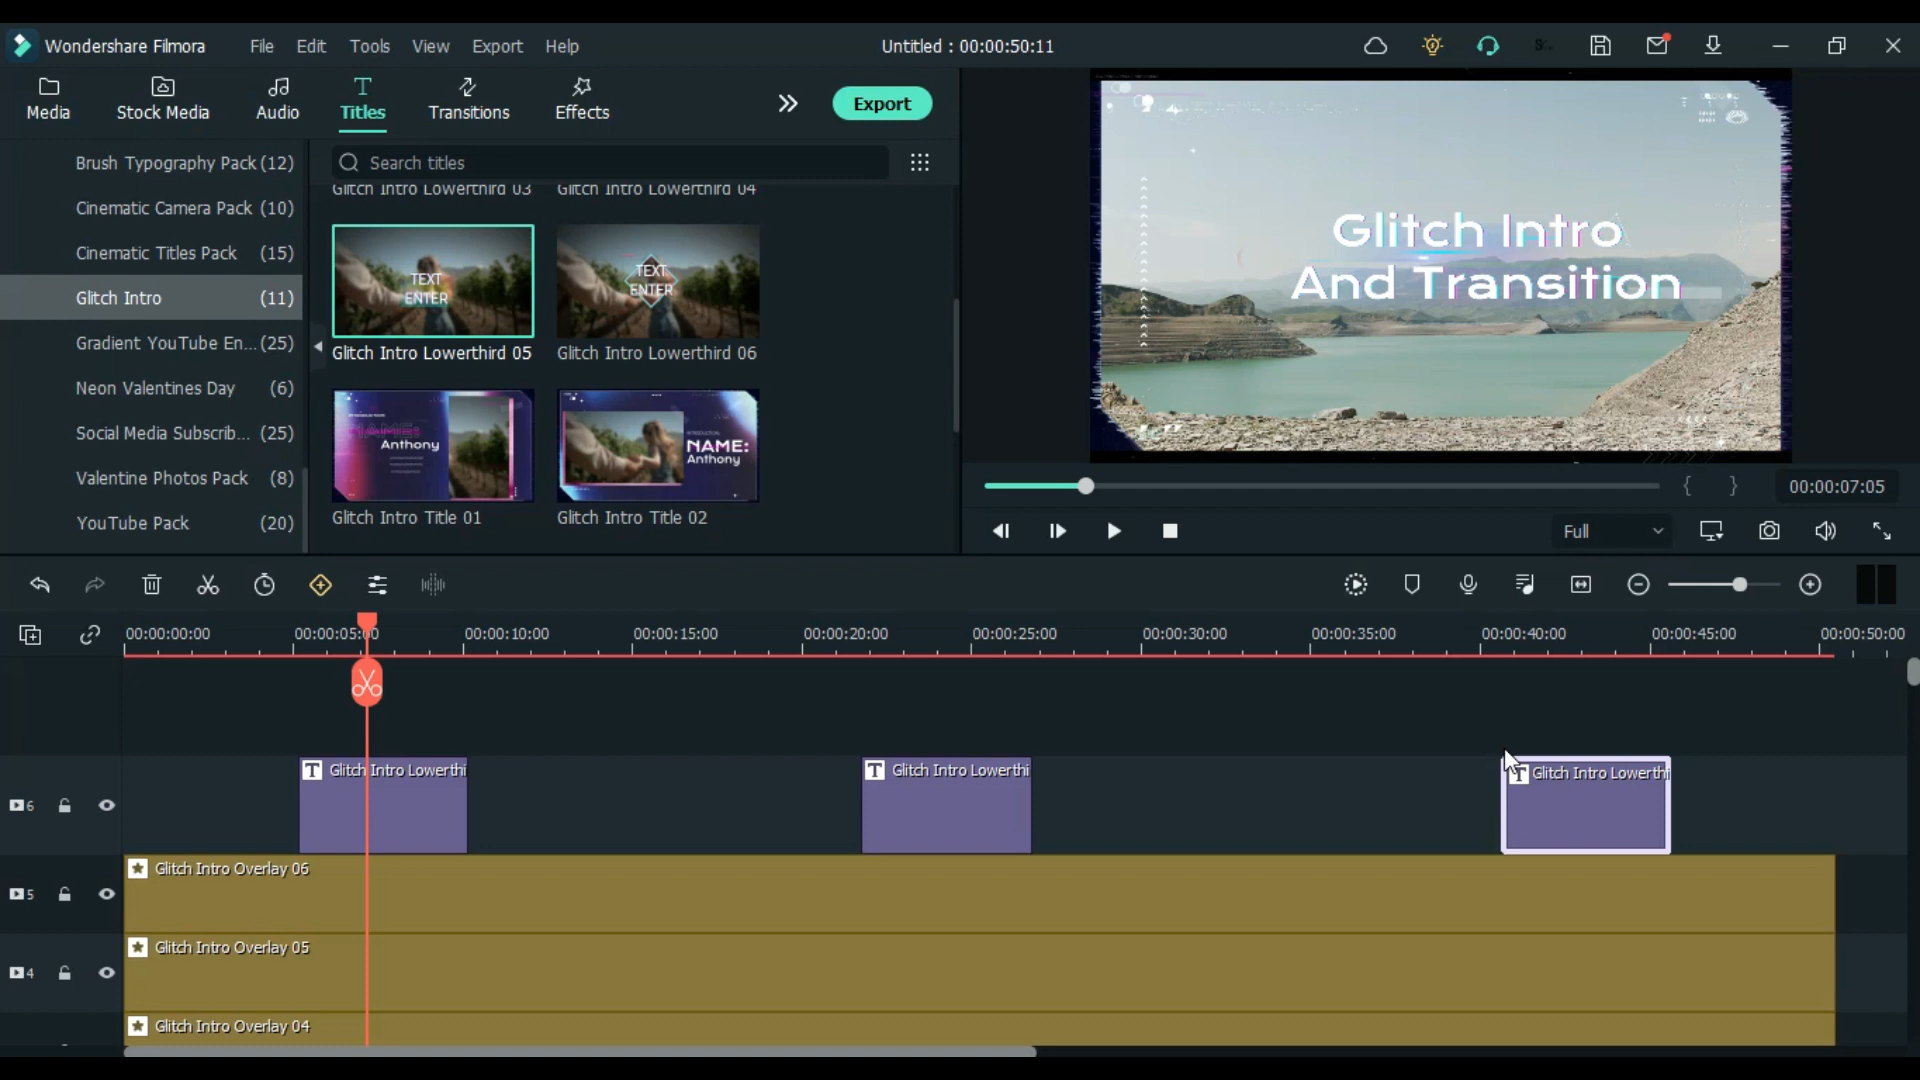 Wondershare Filmora
File Edit Tools View Export Help
Untitled : 00:00:50:11
Media
Stock Media
Audio
Titles
Transitions
Effects
Export
Brush Typography Pack (12)
Cinematic Camera Pack (10)
Cinematic Titles Pack (15)
Glitch Intro (11)
Gradient YouTube En... (25)
Neon Valentines Day (6)
Social Media Subscrib... (25)
Valentine Photos Pack (8)
YouTube Pack (20)
Search titles
Glitch Intro Lowerthird 03
Glitch Intro Lowerthird 04
TEXT
ENTER
Glitch Intro Lowerthird 05
TEXT
ENTER
Glitch Intro Lowerthird 06
NAME:
Anthony
Glitch Intro Title 01
NAME:
Anthony
Glitch Intro Title 02
Glitch Intro
And Transition
00:00:07:05
Full
00:00:00:00
00:00:05:00
00:00:10:00
00:00:15:00
00:00:20:00
00:00:25:00
00:00:30:00
00:00:35:00
00:00:40:00
00:00:45:00
00:00:50:00
6
T Glitch Intro Lowerthi
T Glitch Intro Lowerthi
T Glitch Intro Lowerthi
5
Glitch Intro Overlay 06
4
Glitch Intro Overlay 05
Glitch Intro Overlay 04